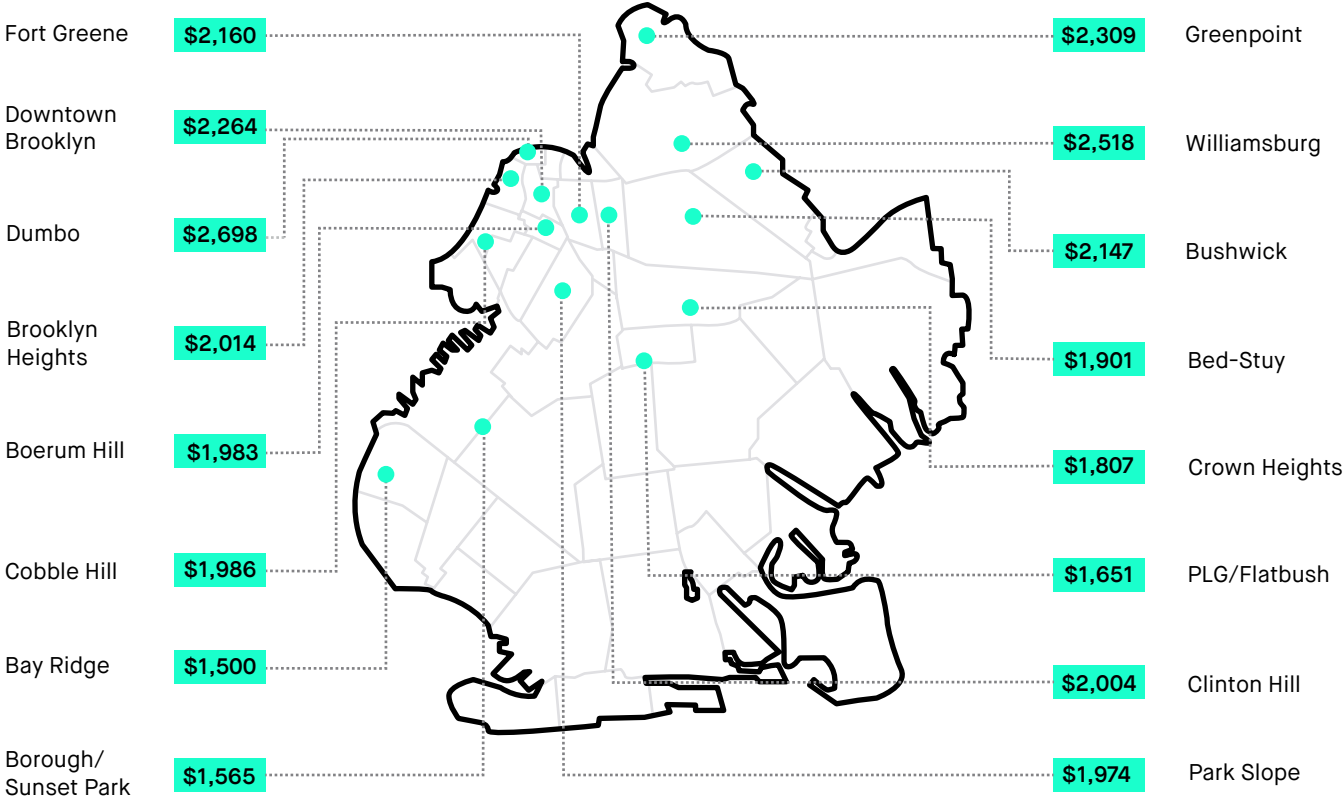 Fort Greene
$2,160
Downtown
Brooklyn
$2,264
Dumbo
$2,698
Brooklyn
Heights
$2,014
Boerum Hill
$1,983
Cobble Hill
$1,986
Bay Ridge
$1,500
Borough/
Sunset Park
$1,565
$2,309
Greenpoint
$2,518
Williamsburg
$2,147
Bushwick
$1,901
Bed-Stuy
$1,807
Crown Heights
$1,651
PLG/Flatbush
$2,004
Clinton Hill
$1,974
Park Slope